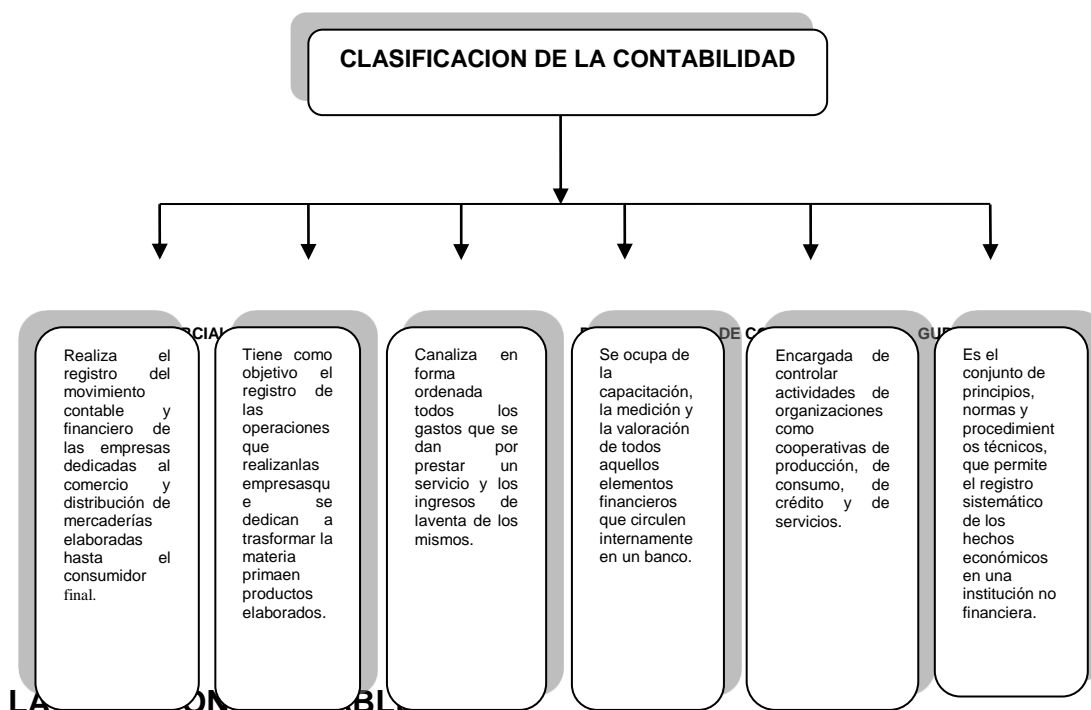 CLASIFICACION DE LA CONTABILIDAD
Realiza el
registro del
movimiento
contable y
financiero de
las empresas
dedicadas al
comercio y
distribución de
mercaderías
elaboradas
hasta el
consumidor
final.
Tiene como
objetivo el
registro de
las
operaciones
que
realizanlas
empresasqu
e se
dedican a
trasformar la
materia
primaen
productos
elaborados.
Canaliza en
forma
ordenada
todos los
gastos que se
dan por
prestar un
servicio y los
ingresos de
laventa de los
mismos.
Se ocupa de
la
capacitación,
la medición y
la valoración
de todos
aquellos
elementos
financieros
que circulen
internamente
en un banco.
DE
Encargada de
controlar
actividades de
organizaciones
como
cooperativas de
producción, de
consumo, de
crédito y de
servicios.
Es el
conjunto de
principios,
normas y
procedimient
os técnicos,
que permite
el registro
sistemático
de los
hechos
económicos
en una
institución no
financiera.